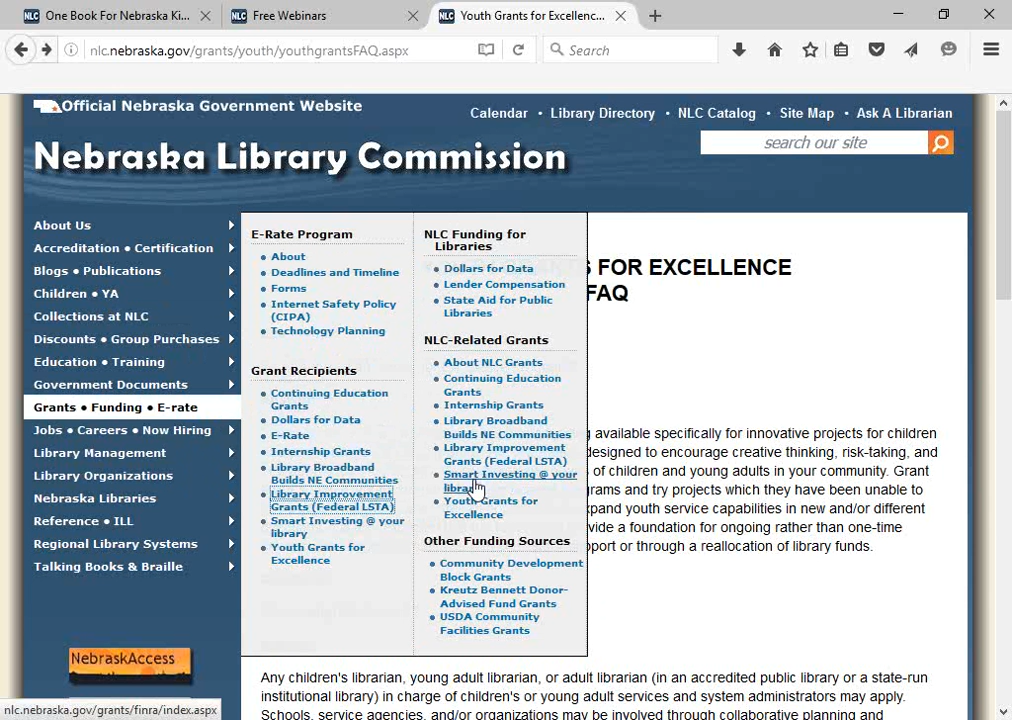 One Book For Nebraska Ki...
Free Webinars
Youth Grants for Excellenc...
nlc.nebraska.gov/grants/youth/youthgrantsFAQ.aspx
Search
Official Nebraska Government Website
Calendar • Library Directory • NLC Catalog • Site Map • Ask A Librarian
Nebraska Library Commission
search our site
About Us
Accreditation • Certification
Blogs • Publications
Children • YA
Collections at NLC
Discounts • Group Purchases
Education • Training
Government Documents
Grants • Funding • E-rate
Jobs • Careers • Now Hiring
Library Management
Library Organizations
Nebraska Libraries
Reference • ILL
Regional Library Systems
Talking Books & Braille
NebraskAccess
E-Rate Program
About
Deadlines and Timeline
Forms
Internet Safety Policy
(CIPA)
Technology Planning
Grant Recipients
Continuing Education
Grants
Dollars for Data
E-Rate
Internship Grants
Library Broadband
Builds NE Communities
Library Improvement
Grants (Federal LSTA)
Smart Investing @ your
library
Youth Grants for
Excellence
NLC Funding for
Libraries
Dollars for Data
Lender Compensation
State Aid for Public
Libraries
NLC-Related Grants
About NLC Grants
Continuing Education
Grants
Internship Grants
Library Broadband
Builds NE Communities
Library Improvement
Grants (Federal LSTA)
Smart Investing @ your
library
Youth Grants for
Excellence
Other Funding Sources
Community Development
Block Grants
Kreutz Bennett Donor-
Advised Fund Grants
USDA Community
Facilities Grants
FOR EXCELLENCE
FAQ
available specifically for innovative projects for children
designed to encourage creative thinking, risk-taking, and
of children and young adults in your community. Grant
grams and try projects which they have been unable to
xpand youth service capabilities in new and/or different
vide a foundation for ongoing rather than one-time
port or through a reallocation of library funds.
Any children's librarian, young adult librarian, or adult librarian (in an accredited public library or a state-run
institutional library) in charge of children's or young adult services and system administrators may apply.
Schools, service agencies, and/or organizations may be involved through collaborative planning and
nlc.nebraska.gov/grants/finra/index.aspx